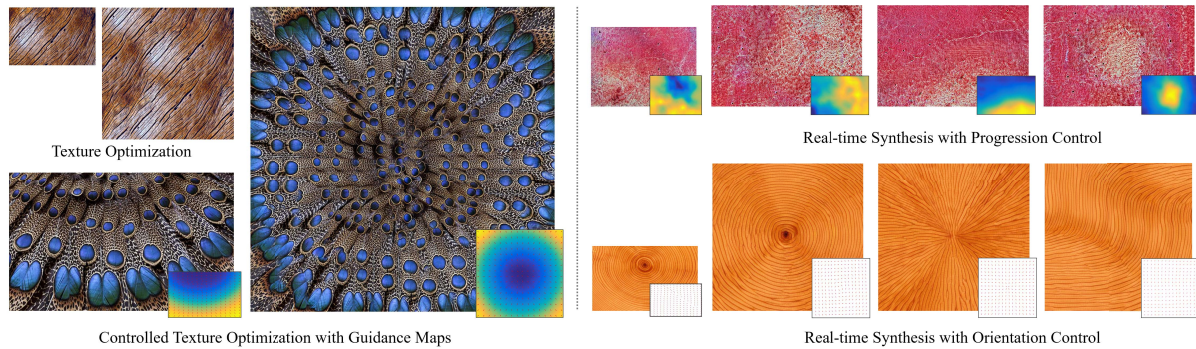 Texture Optimization
Controlled Texture Optimization with Guidance Maps
Real-time Synthesis with Progression Control
Real-time Synthesis with Orientation Control